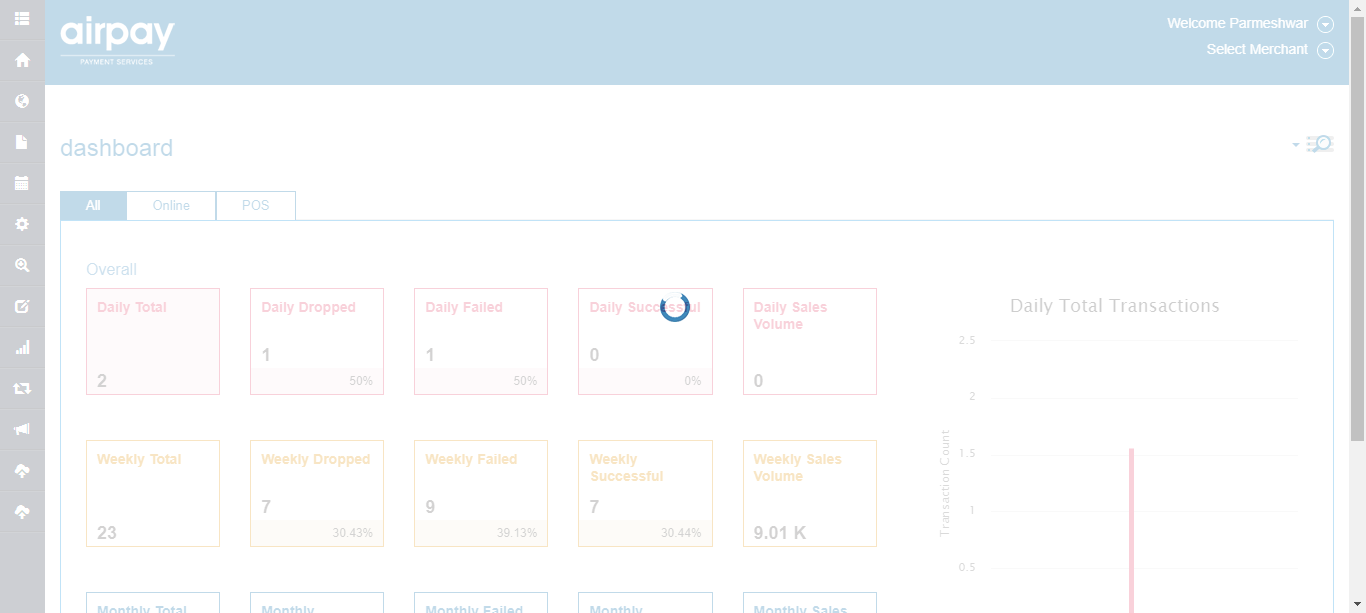 airpay
PAYMENT SERVICES
Welcome Parmeshwar
Select Merchant
dashboard
All
Online
POS
Overall
Daily Total
2
Daily Dropped
1
50%
Daily Failed
1
50%
Daily Successful
0
0%
Daily Sales
Volume
0
Weekly Total
23
Weekly Dropped
7
30.43%
Weekly Failed
9
39.13%
Weekly
Successful
7
30.44%
Weekly Sales
Volume
9.01 K
Monthly Total
Monthly
Monthly Failed
Monthly
Monthly Sales
Daily Total Transactions
Transaction Count
2.5
2
1.5
1
0.5